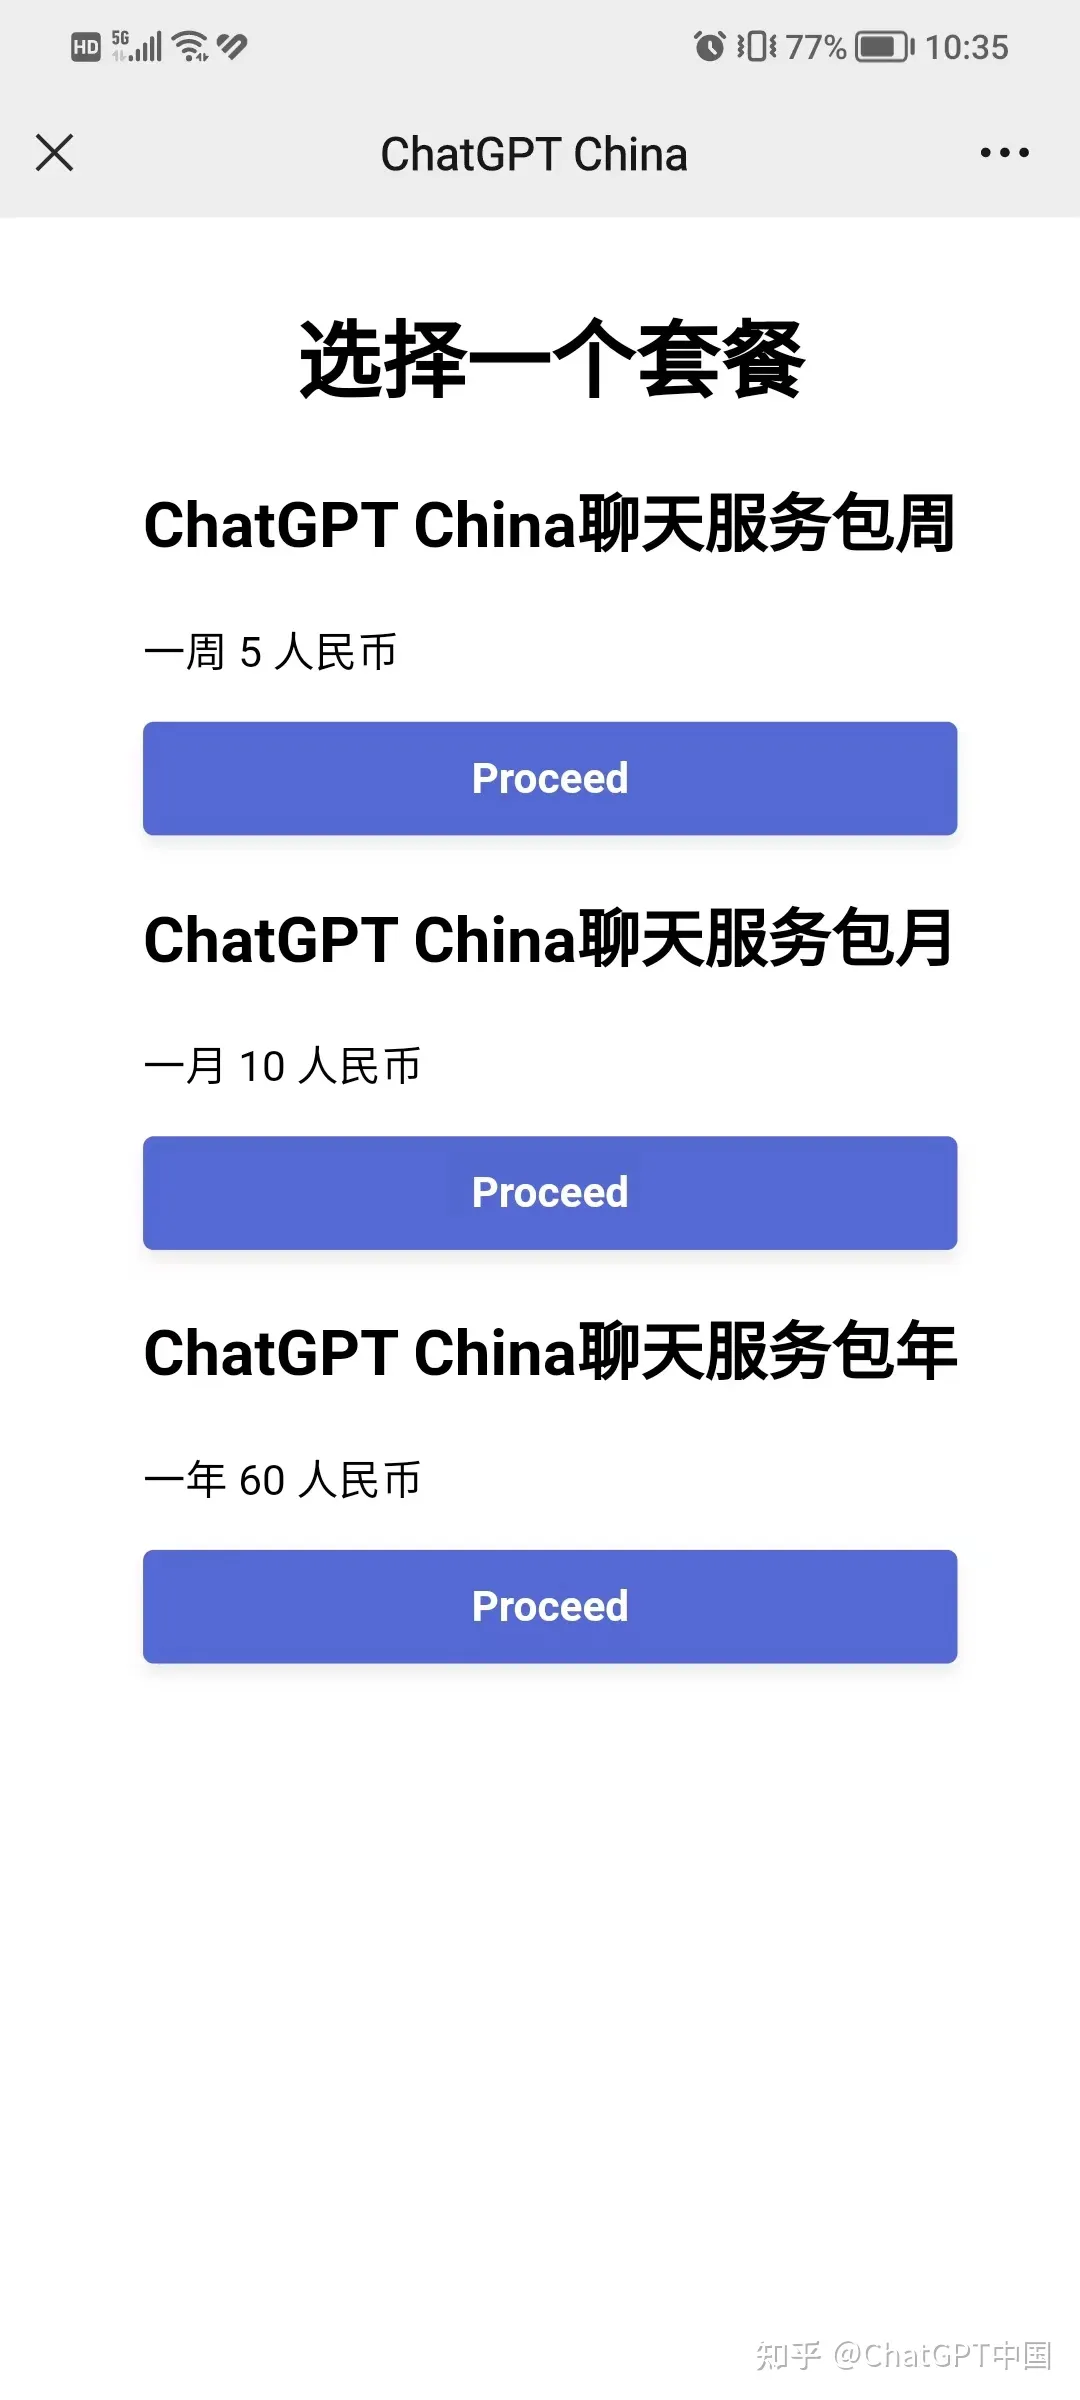 HD 5G 77% 10:35
ChatGPT China
选择一个套餐
ChatGPT China聊天服务包周
一周 5 人民币
Proceed
ChatGPT China聊天服务包月
一月 10 人民币
Proceed
ChatGPT China聊天服务包年
一年 60 人民币
Proceed
知乎 @ChatGPT中国